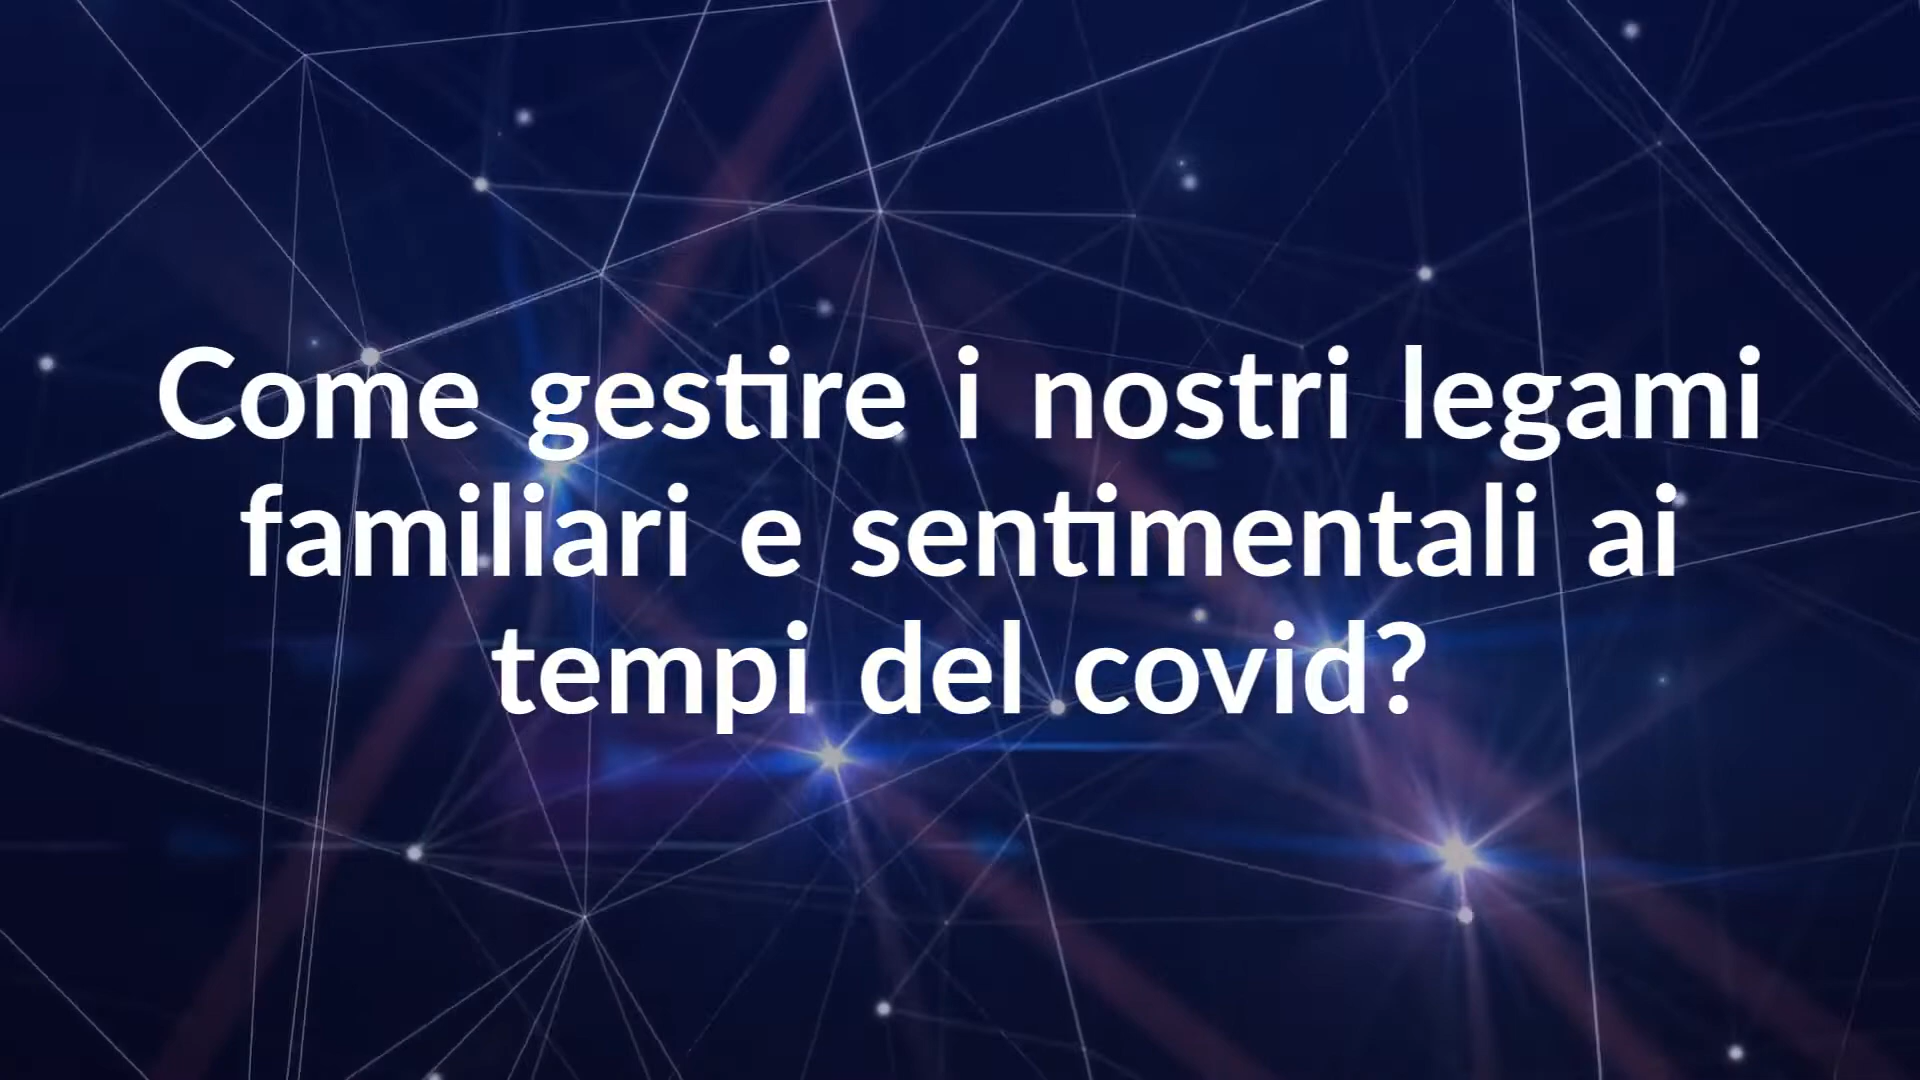 Come gestire i nostri legami
familiari e sentimentali ai
tempi del covid?